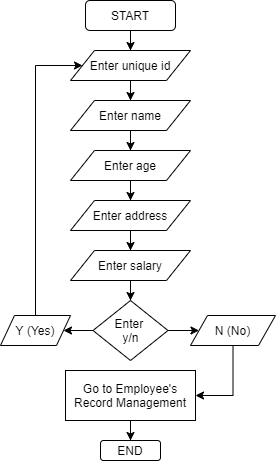 START
Enter unique id
Enter name
Enter age
Enter address
Enter salary
Enter
y/n
Y (Yes)
N (No)
Go to Employee's
Record Management
END